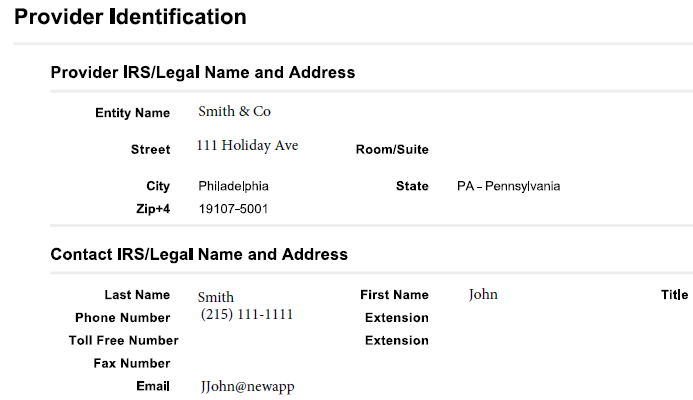 Provider Identification
Provider IRS/Legal Name and Address
Entity Name Smith & Co
Street 111 Holiday Ave Room/Suite
City Philadelphia State PA - Pennsylvania
Zip+4 19107-5001
Contact IRS/Legal Name and Address
Last Name Smith First Name John Title
Phone Number (215) 111-1111 Extension
Toll Free Number Extension
Fax Number
Email JJohn@newapp